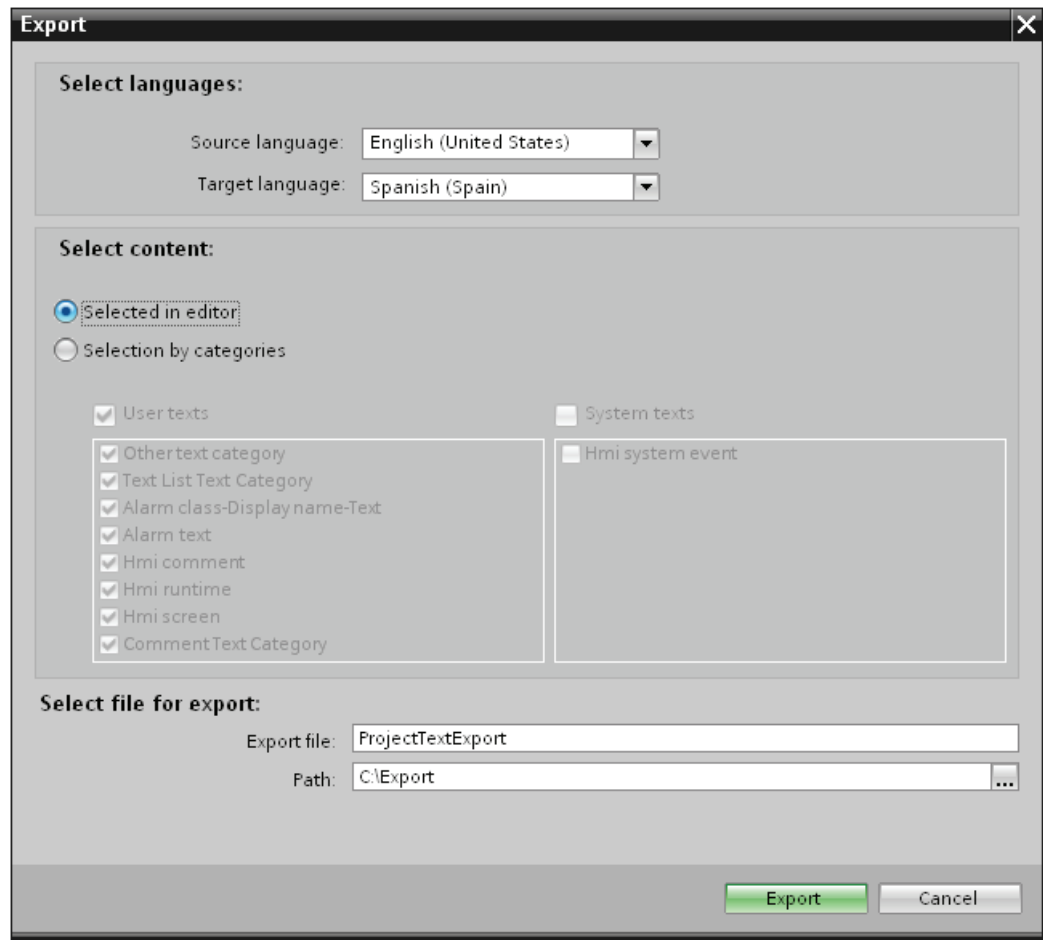 Export
Select languages:
Source language: English (United States)
Target language: Spanish (Spain)
Select content:
Selected in editor
Selection by categories
User texts
Other text category
Text List Text Category
Alarm class-Display name-Text
Alarm text
Hmi comment
Hmi runtime
Hmi screen
Comment Text Category
System texts
Hmi system event
Select file for export:
Export file: ProjectTextExport
Path: C:\Export
...
Export Cancel